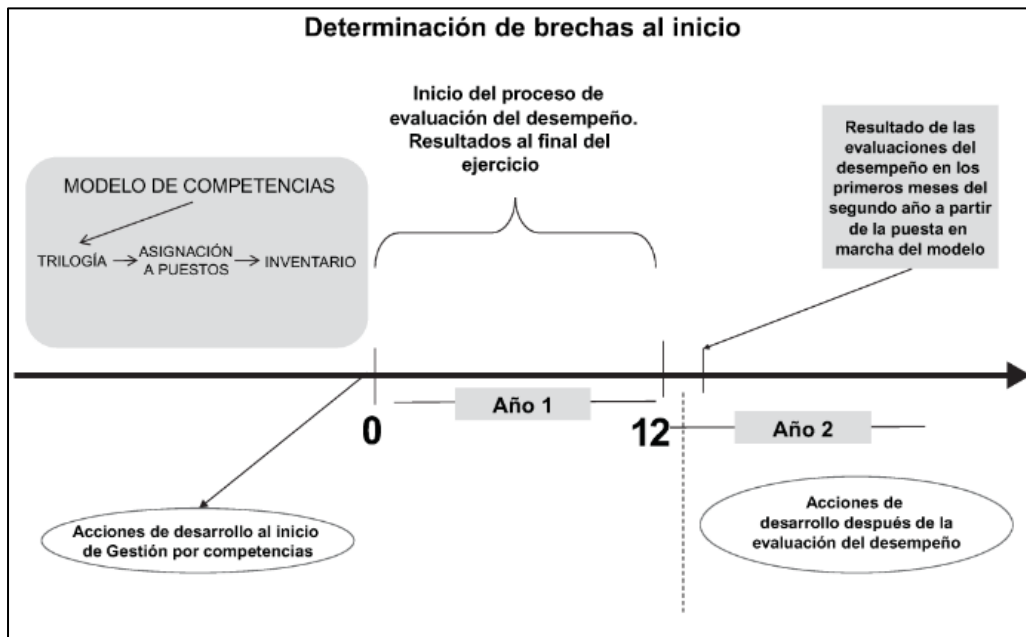 Determinación de brechas al inicio
Inicio del proceso de
evaluación del desempeño.
Resultados al final del
ejercicio
Resultado de las
evaluaciones del
desempeño en los
primeros meses del
segundo año a partir
de la puesta en
marcha del modelo
MODELO DE COMPETENCIAS
TRILOGÍA
ASIGNACIÓN
A PUESTOS
INVENTARIO
0
Año 1
12
Año 2
Acciones de desarrollo al inicio
de Gestión por competencias
Acciones de
desarrollo después de la
evaluación del desempeño